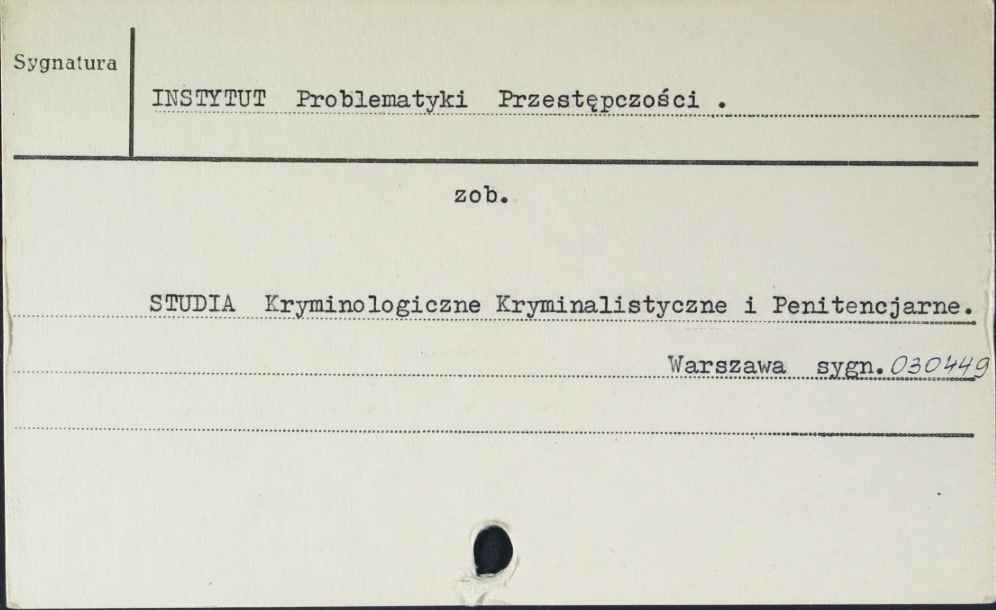 Sygnatura
INSTYTUT Problematyki Przestępczości .
zob.
STUDIA Kryminologiczne Kryminalistyczne i Penitencjarne.
Warszawa sygn. 030449